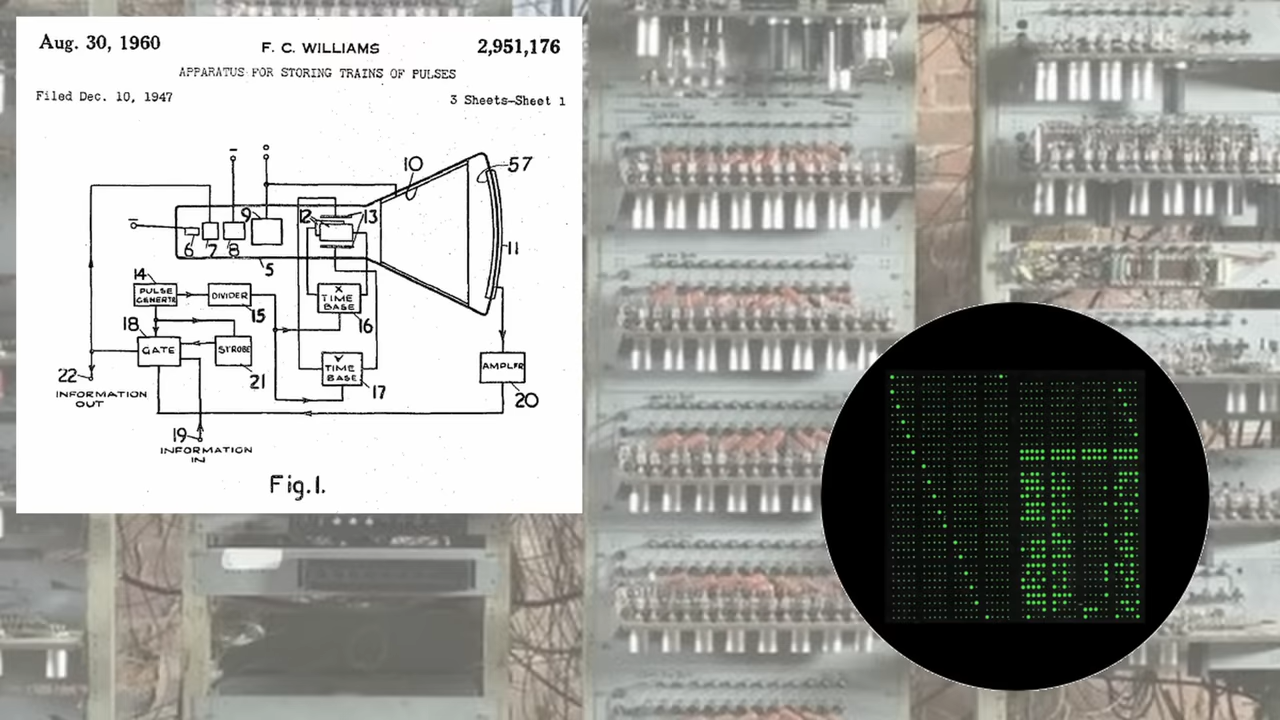 Aug. 30, 1960
F. C. WILLIAMS
2,951,176
APPARATUS FOR STORING TRAINS OF PULSES
Filed Dec. 10, 1947
3 Sheets-Sheet 1
10
57
9
12
13
6
7
8
5
11
14
PULSE
GENERTR
DIVIDER
15
X
TIME
BASE
16
18
GATE
STROBE
21
Y
TIME
BASE
17
AMPLFR
20
22
INFORMATION
OUT
19
INFORMATION
IN
Fig.1.